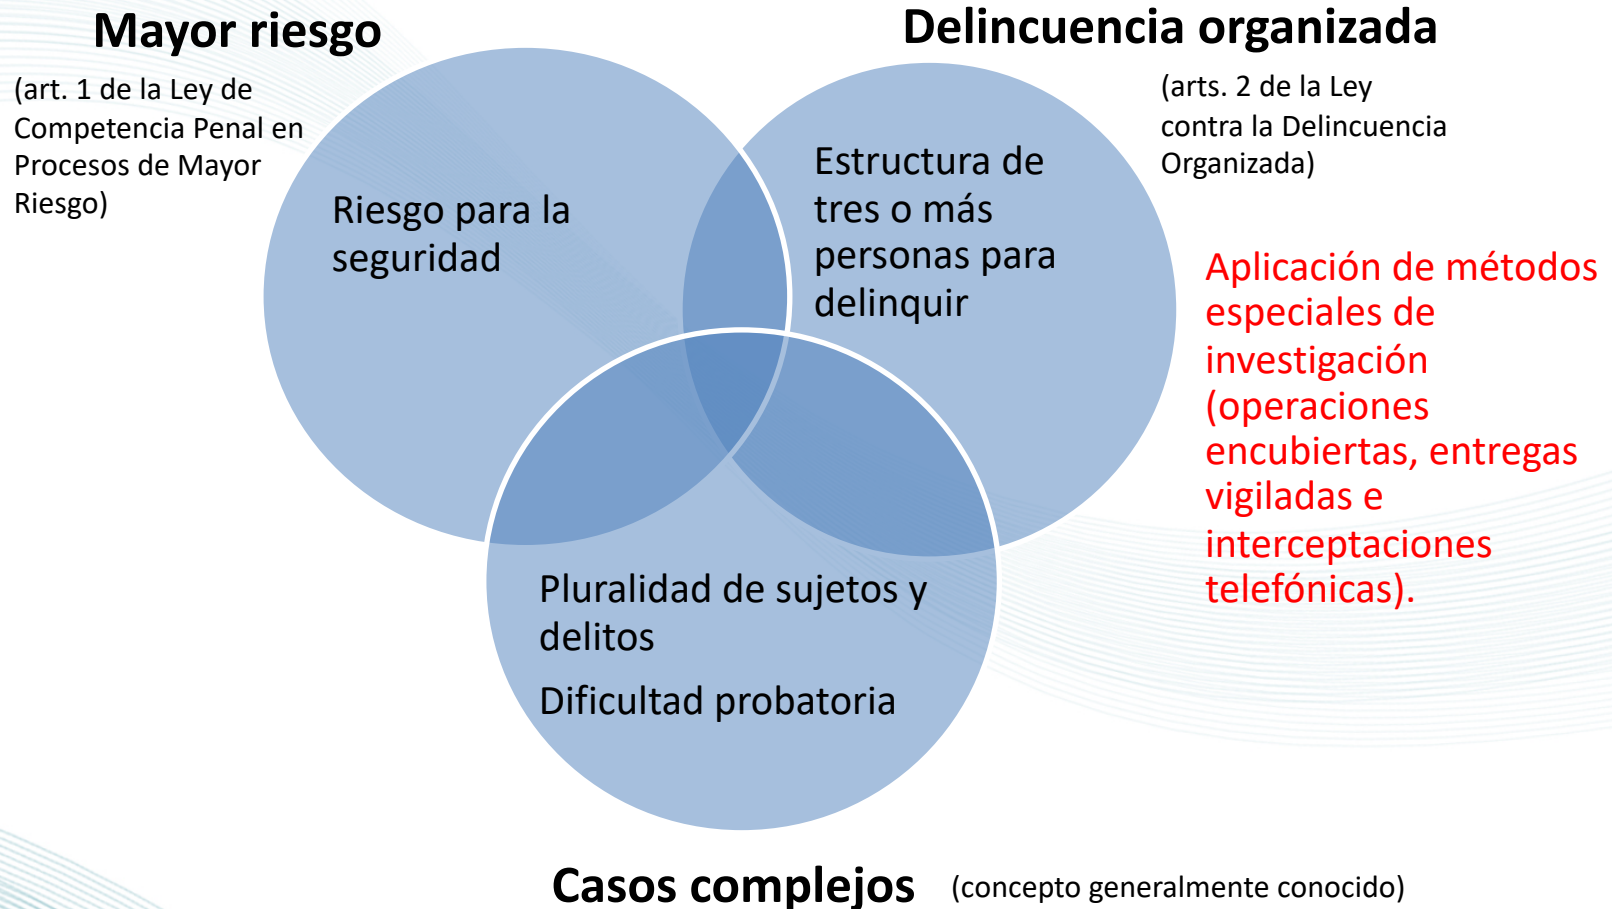 Mayor riesgo
(art. 1 de la Ley de
Competencia Penal en
Procesos de Mayor
Riesgo)
Delincuencia organizada
(arts. 2 de la Ley
contra la Delincuencia
Organizada)
Riesgo para la
seguridad
Estructura de
tres o más
personas para
delinquir
Aplicación de métodos
especiales de
investigación
(operaciones
encubiertas, entregas
vigiladas e
interceptaciones
telefónicas).
Pluralidad de sujetos y
delitos
Dificultad probatoria
Casos complejos (concepto generalmente conocido)